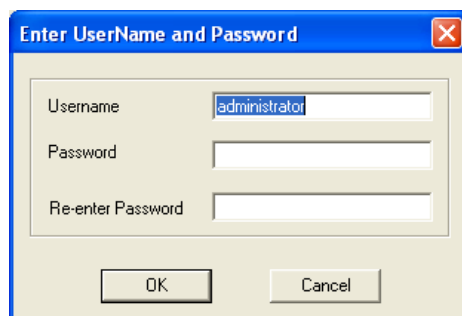 Enter UserName and Password
Username administrator
Password
Re-enter Password
OK Cancel